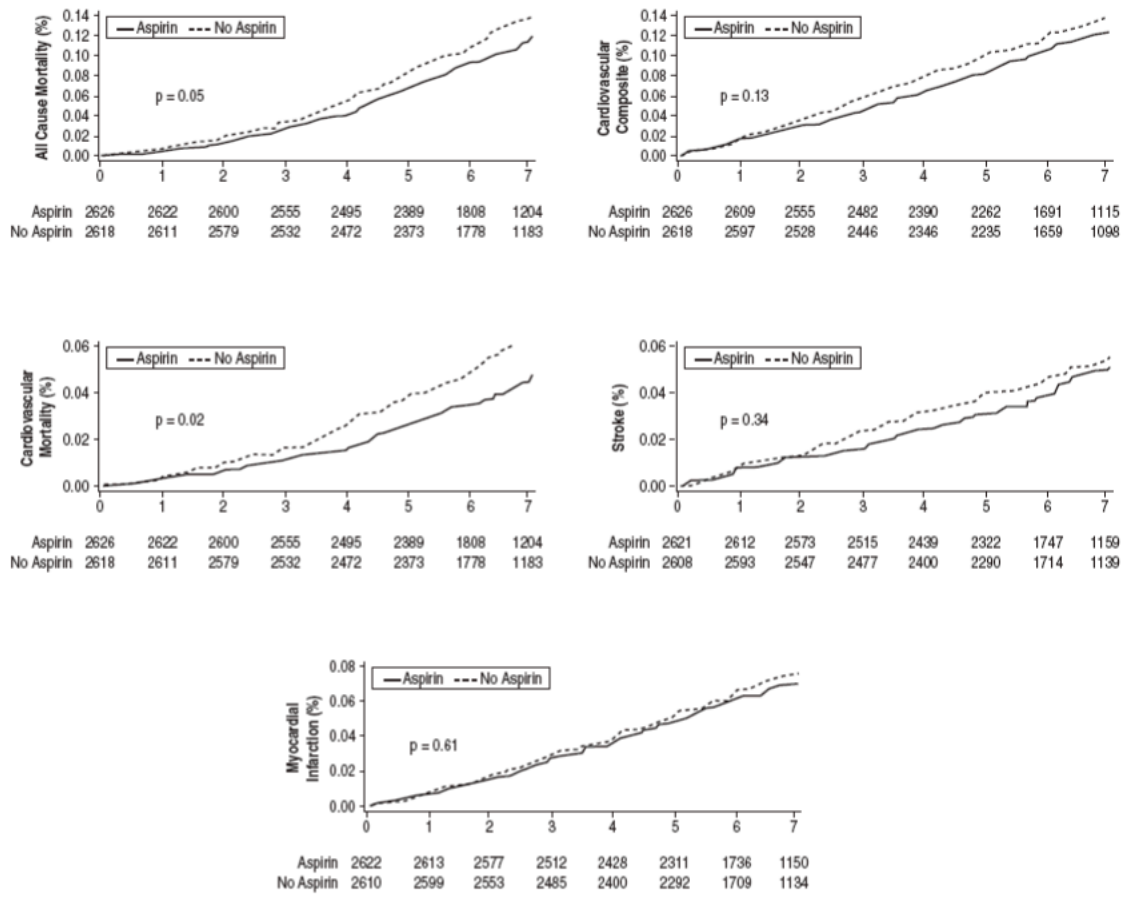 All Cause Mortality (%)
0.14
0.12
0.10
0.08
0.06
0.04
0.02
0.00
Aspirin No Aspirin
p = 0.05
0 1 2 3 4 5 6 7
Aspirin 2626 2622 2600 2555 2495 2389 1808 1204
No Aspirin 2618 2611 2579 2532 2472 2373 1778 1183
Cardiovascular
Composite (%)
0.14
0.12
0.10
0.08
0.06
0.04
0.02
0.00
Aspirin No Aspirin
p = 0.13
0 1 2 3 4 5 6 7
Aspirin 2626 2609 2555 2482 2390 2262 1691 1115
No Aspirin 2618 2597 2528 2446 2346 2235 1659 1098
Cardiovascular
Mortality (%)
0.06
0.04
0.02
0.00
Aspirin No Aspirin
p = 0.02
0 1 2 3 4 5 6 7
Aspirin 2626 2622 2600 2555 2495 2389 1808 1204
No Aspirin 2618 2611 2579 2532 2472 2373 1778 1183
Stroke (%)
0.06
0.04
0.02
0.00
Aspirin No Aspirin
p = 0.34
0 1 2 3 4 5 6 7
Aspirin 2621 2612 2573 2515 2439 2322 1747 1159
No Aspirin 2608 2593 2547 2477 2400 2290 1714 1139
Myocardial
Infarction (%)
0.08
0.06
0.04
0.02
0.00
Aspirin No Aspirin
p = 0.61
0 1 2 3 4 5 6 7
Aspirin 2622 2613 2577 2512 2428 2311 1736 1150
No Aspirin 2610 2599 2553 2485 2400 2292 1709 1134